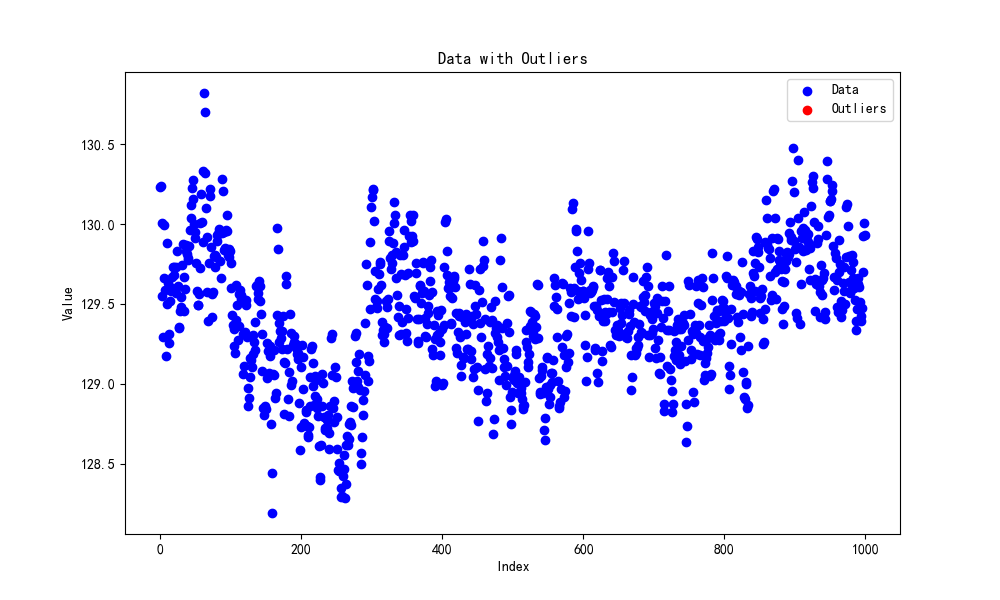 Data with Outliers
Data
Outliers
Value
130.5
130.0
129.5
129.0
128.5
0 200 400 600 800 1000
Index